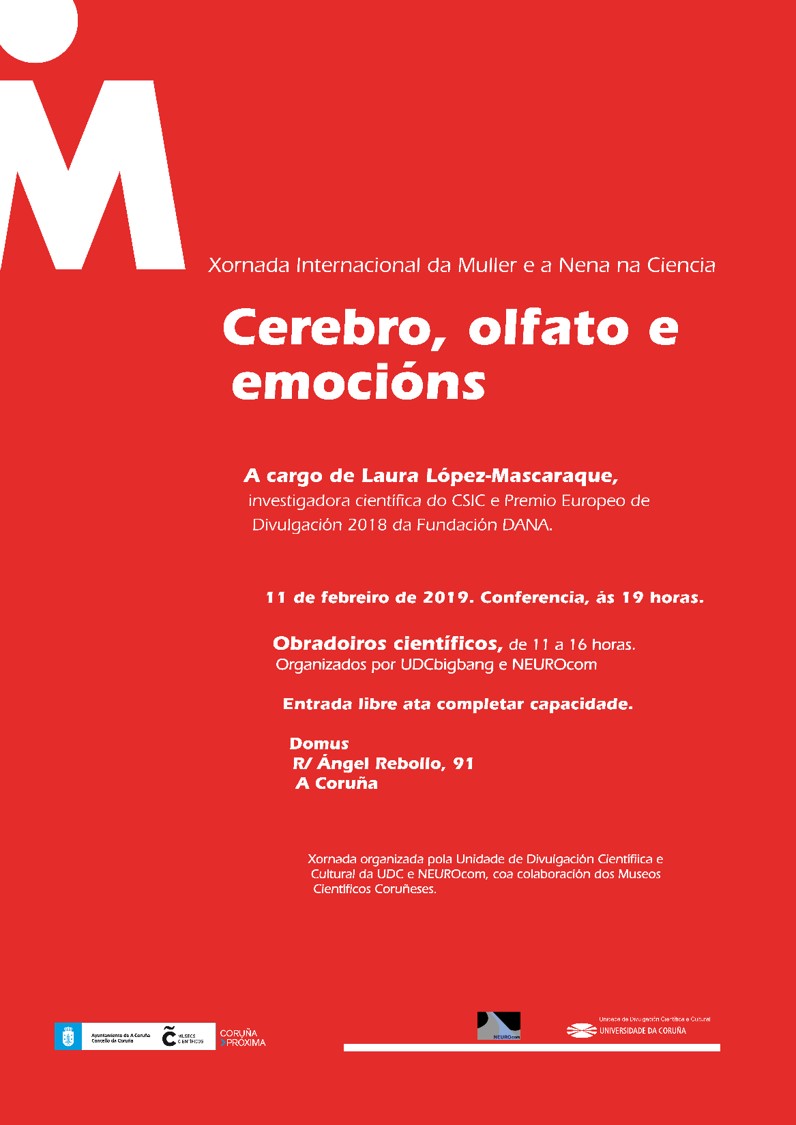 M
Xornada Internacional da Muller e a Nena na Ciencia
Cerebro, olfato e
emocións
A cargo de Laura López-Mascaraque,
investigadora científica do CSIC e Premio Europeo de
Divulgación 2018 da Fundación DANA.
11 de febreiro de 2019. Conferencia, ás 19 horas.
Obradoiros científicos, de 11 a 16 horas.
Organizados por UDCbigbang e NEUROcom
Entrada libre ata completar capacidade.
Domus
R/ Ángel Rebollo, 91
A Coruña
Xornada organizada pola Unidade de Divulgación Científiica e
Cultural da UDC e NEUROcom, coa colaboración dos Museos
Científicos Coruñeses.
Ayuntamiento de A Coruña
Concello da Coruña
MUSEOS
CIENTÍFICOS
CORUÑA
PRÓXIMA
NEUROcom
Unidade de Divulgación Científica e Cultural
UNIVERSIDADE DA CORUÑA